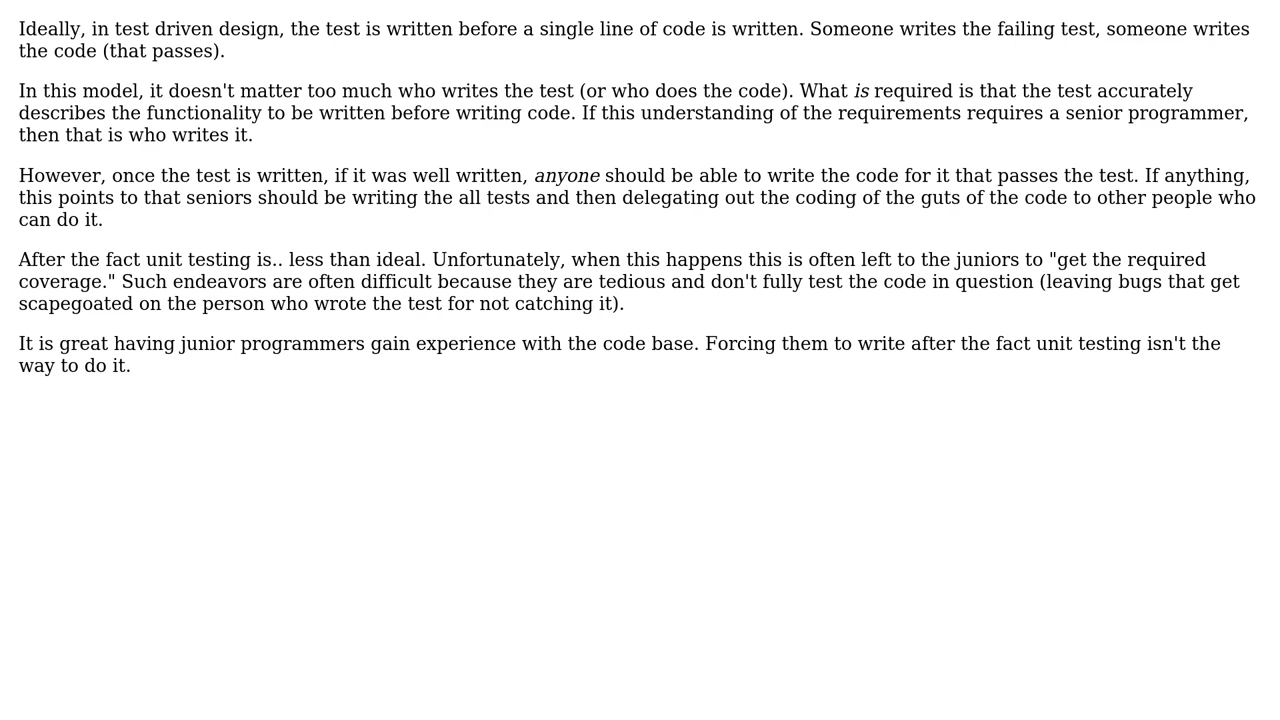 Ideally, in test driven design, the test is written before a single line of code is written. Someone writes the failing test, someone writes
the code (that passes).
In this model, it doesn't matter too much who writes the test (or who does the code). What is required is that the test accurately
describes the functionality to be written before writing code. If this understanding of the requirements requires a senior programmer,
then that is who writes it.
However, once the test is written, if it was well written, anyone should be able to write the code for it that passes the test. If anything,
this points to that seniors should be writing the all tests and then delegating out the coding of the guts of the code to other people who
can do it.
After the fact unit testing is.. less than ideal. Unfortunately, when this happens this is often left to the juniors to "get the required
coverage." Such endeavors are often difficult because they are tedious and don't fully test the code in question (leaving bugs that get
scapegoated on the person who wrote the test for not catching it).
It is great having junior programmers gain experience with the code base. Forcing them to write after the fact unit testing isn't the
way to do it.